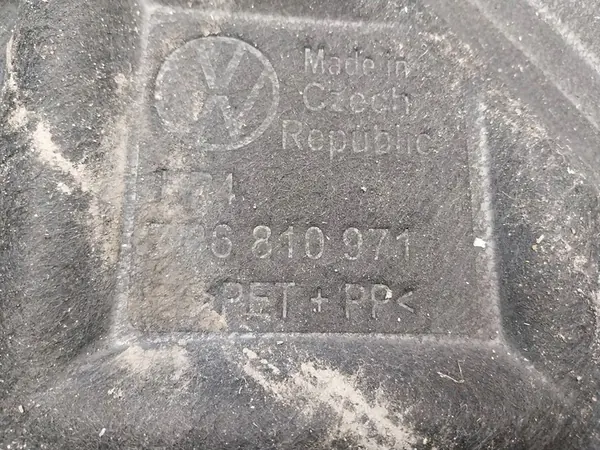 Made in
Czech
Republic
810 971
>PET + PP<